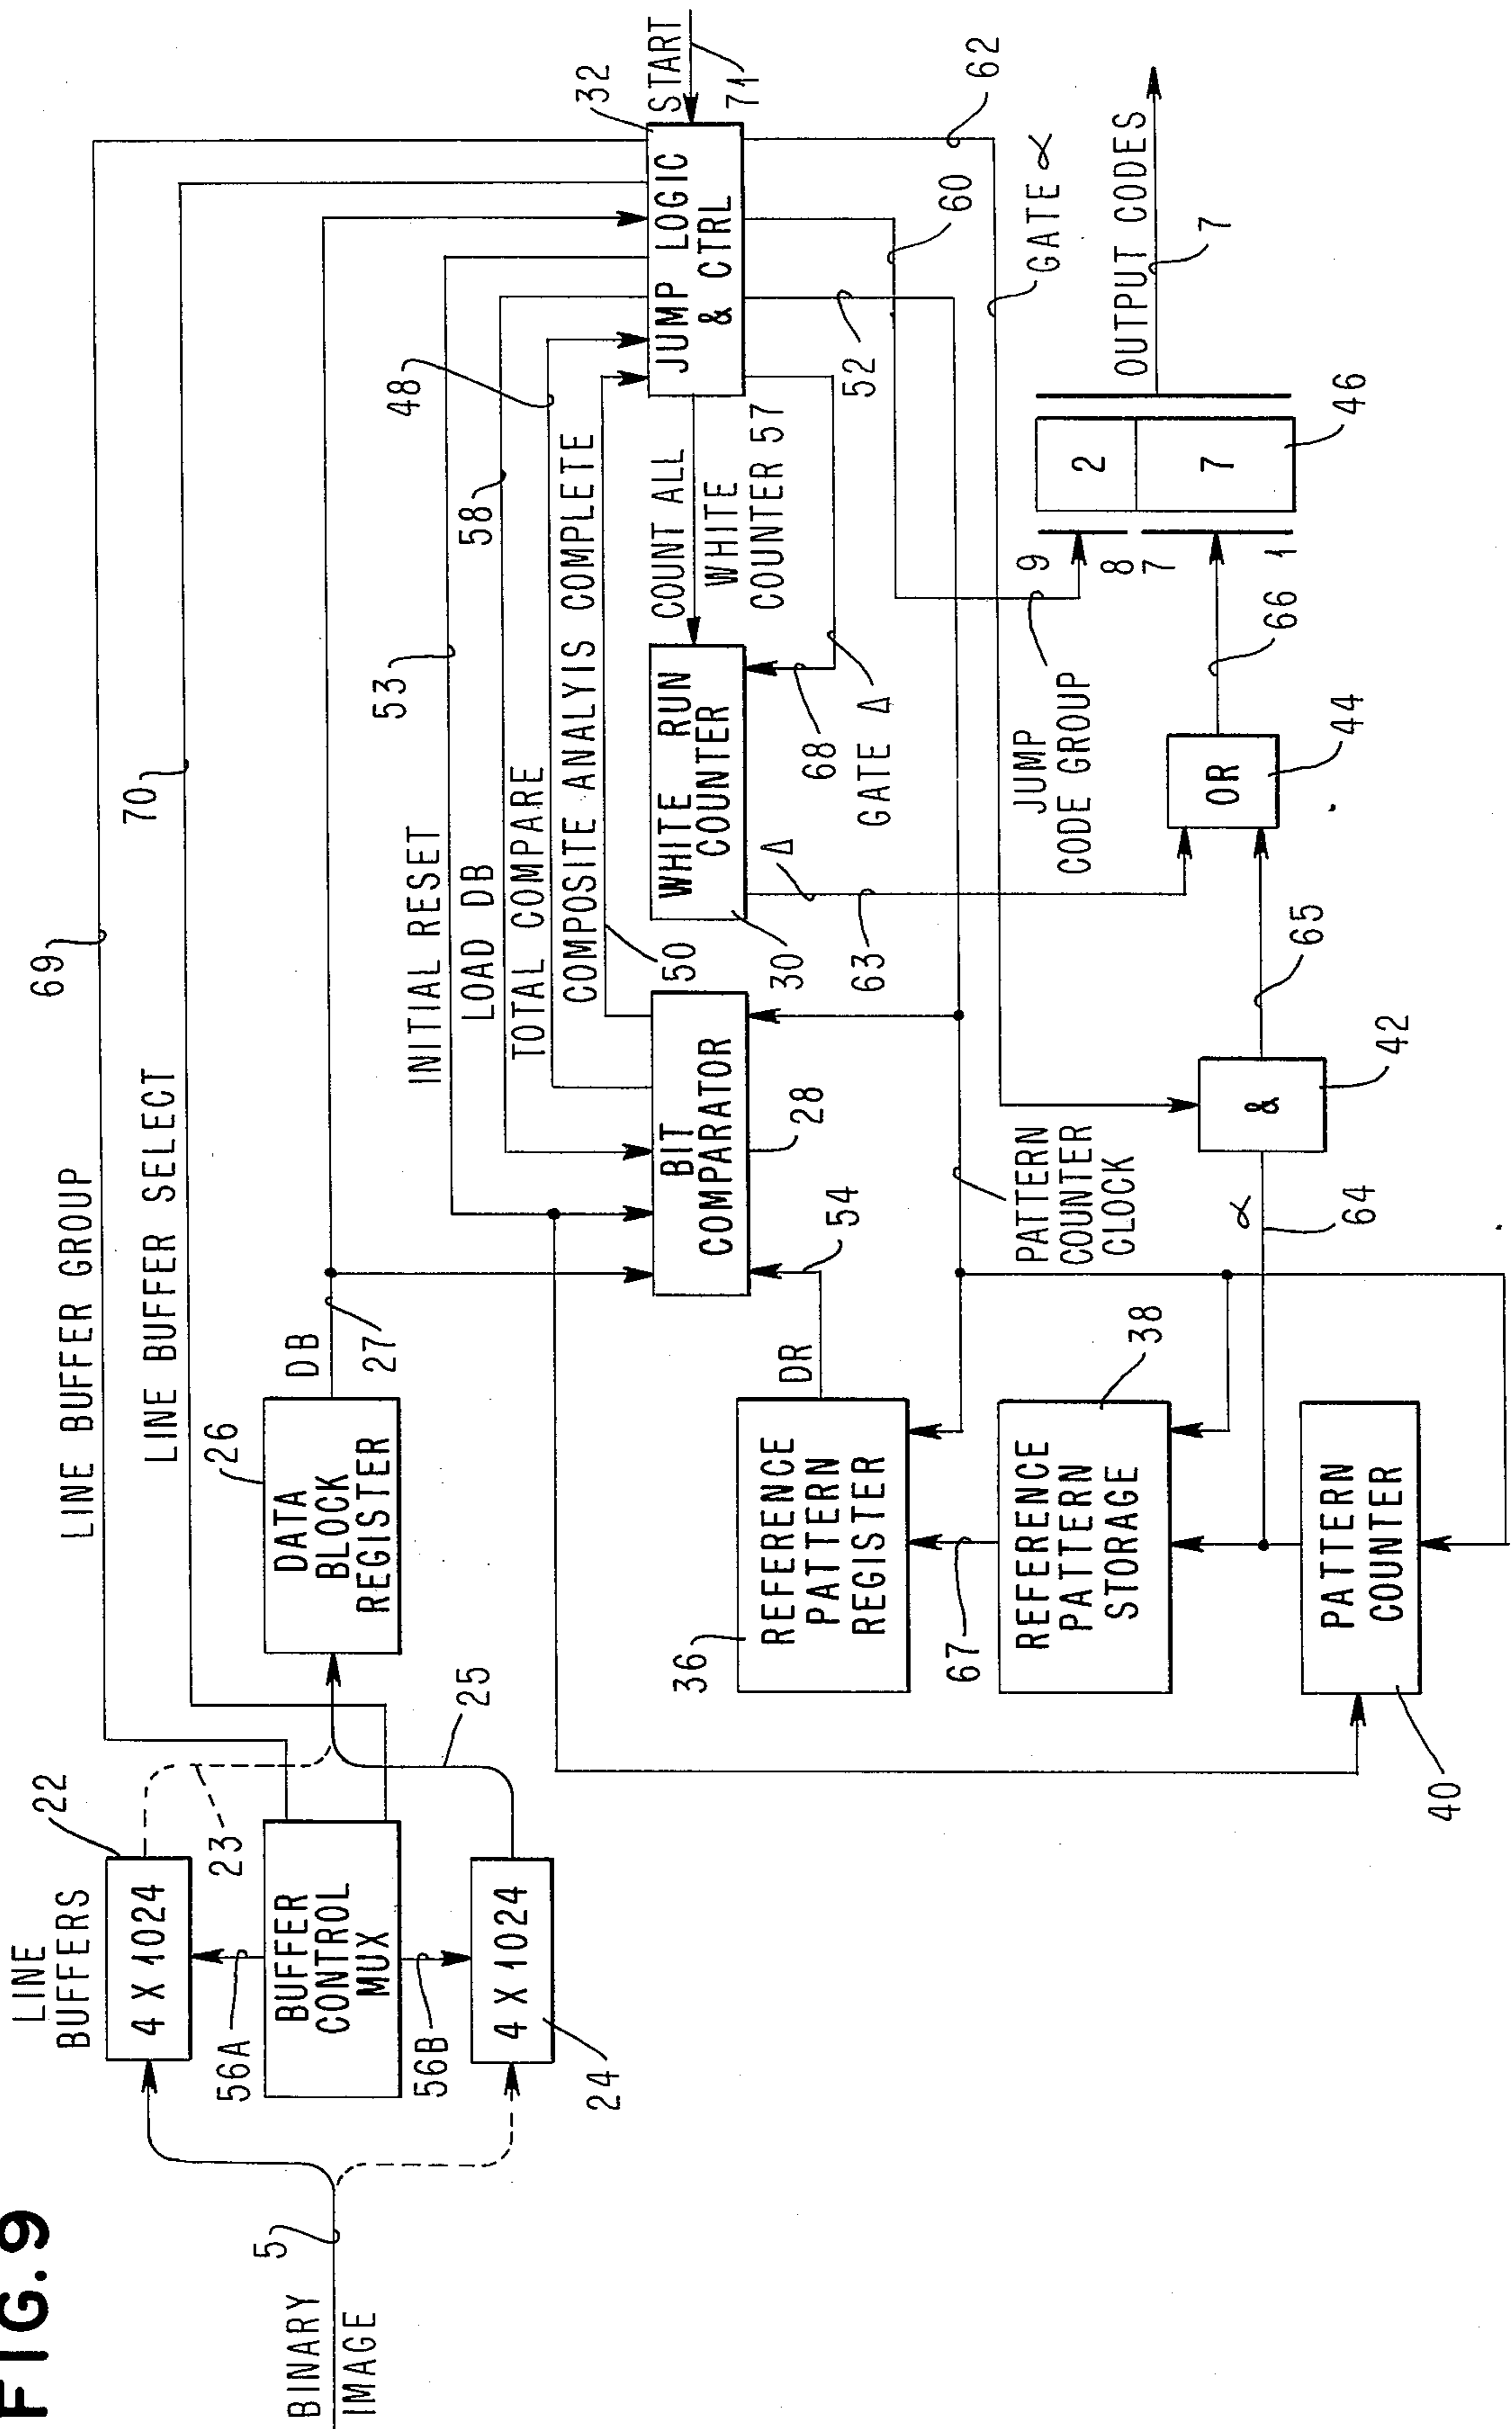 FIG.9
LINE BUFFER GROUP
69
LINE BUFFER SELECT
70
LINE
BUFFERS
22
4 X 1024
23
56A
BUFFER
CONTROL
MUX
56B
4 X 1024
24
25
5
BINARY
IMAGE
26
DATA
BLOCK
REGISTER
DB
27
INITIAL RESET
53
LOAD DB
58
TOTAL COMPARE
48
COMPOSITE ANALYIS COMPLETE
50
BIT
COMPARATOR
28
WHITE RUN
COUNTER
30
COUNT ALL
WHITE
COUNTER 57
32
JUMP LOGIC
& CTRL
START
71
62
60
52
68
GATE Δ
Δ
63
GATE α
36
REFERENCE
PATTERN
REGISTER
DR
54
67
REFERENCE
PATTERN
STORAGE
38
PATTERN
COUNTER
40
PATTERN
COUNTER
CLOCK
α
64
&
42
65
OR
44
66
JUMP
CODE GROUP
9
8
7
1
2
7
46
OUTPUT CODES
7